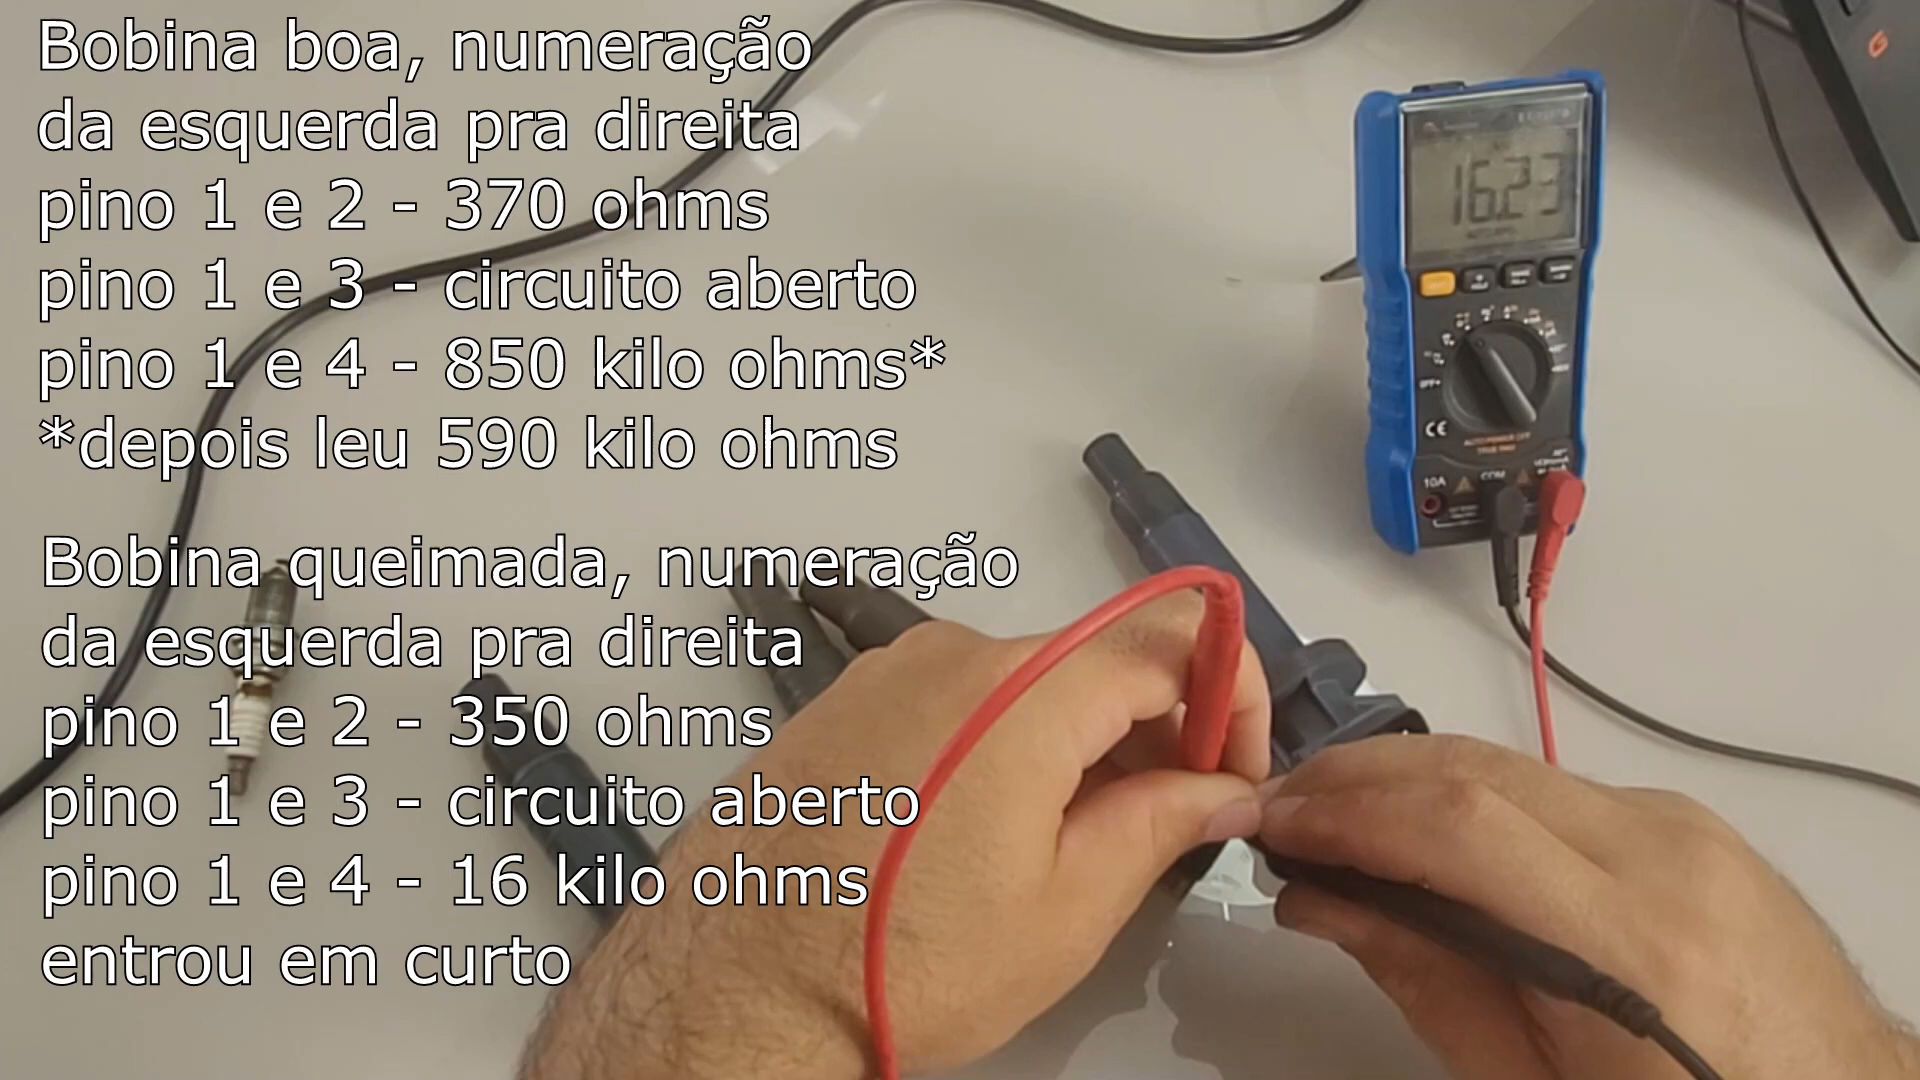 Bobina boa, numeração
da esquerda pra direita
pino 1 e 2 - 370 ohms
pino 1 e 3 - circuito aberto
pino 1 e 4 - 850 kilo ohms*
*depois leu 590 kilo ohms
Bobina queimada, numeração
da esquerda pra direita
pino 1 e 2 - 350 ohms
pino 1 e 3 - circuito aberto
pino 1 e 4 - 16 kilo ohms
entrou em curto
16.23
OFF
CE
10A
COM